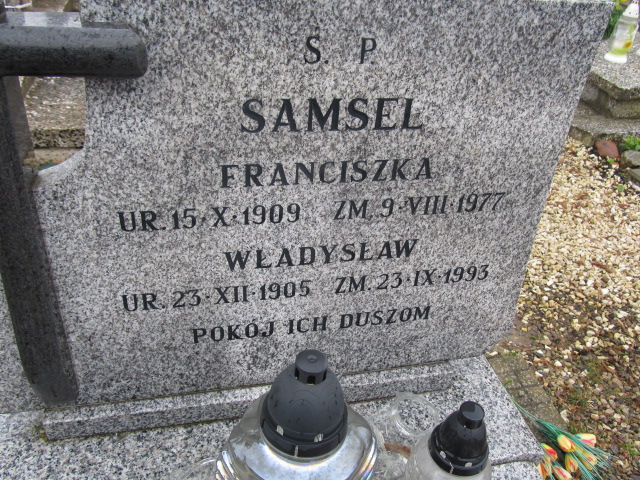 Ś. P
SAMSEL
FRANCISZKA
UR. 15·X·1909 ZM. 9·VIII·1977
WŁADYSŁAW
UR. 23·XII·1905 ZM. 23·IX·1993
POKÓJ ICH DUSZOM